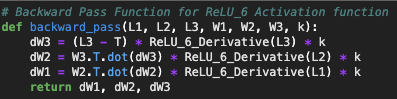 # Backward Pass Function for ReLU_6 Activation function
def backward_pass(L1, L2, L3, W1, W2, W3, k):
    dW3 = (L3 - T) * ReLU_6_Derivative(L3) * k
    dW2 = W3.T.dot(dW3) * ReLU_6_Derivative(L2) * k
    dW1 = W2.T.dot(dW2) * ReLU_6_Derivative(L1) * k
    return dW1, dW2, dW3